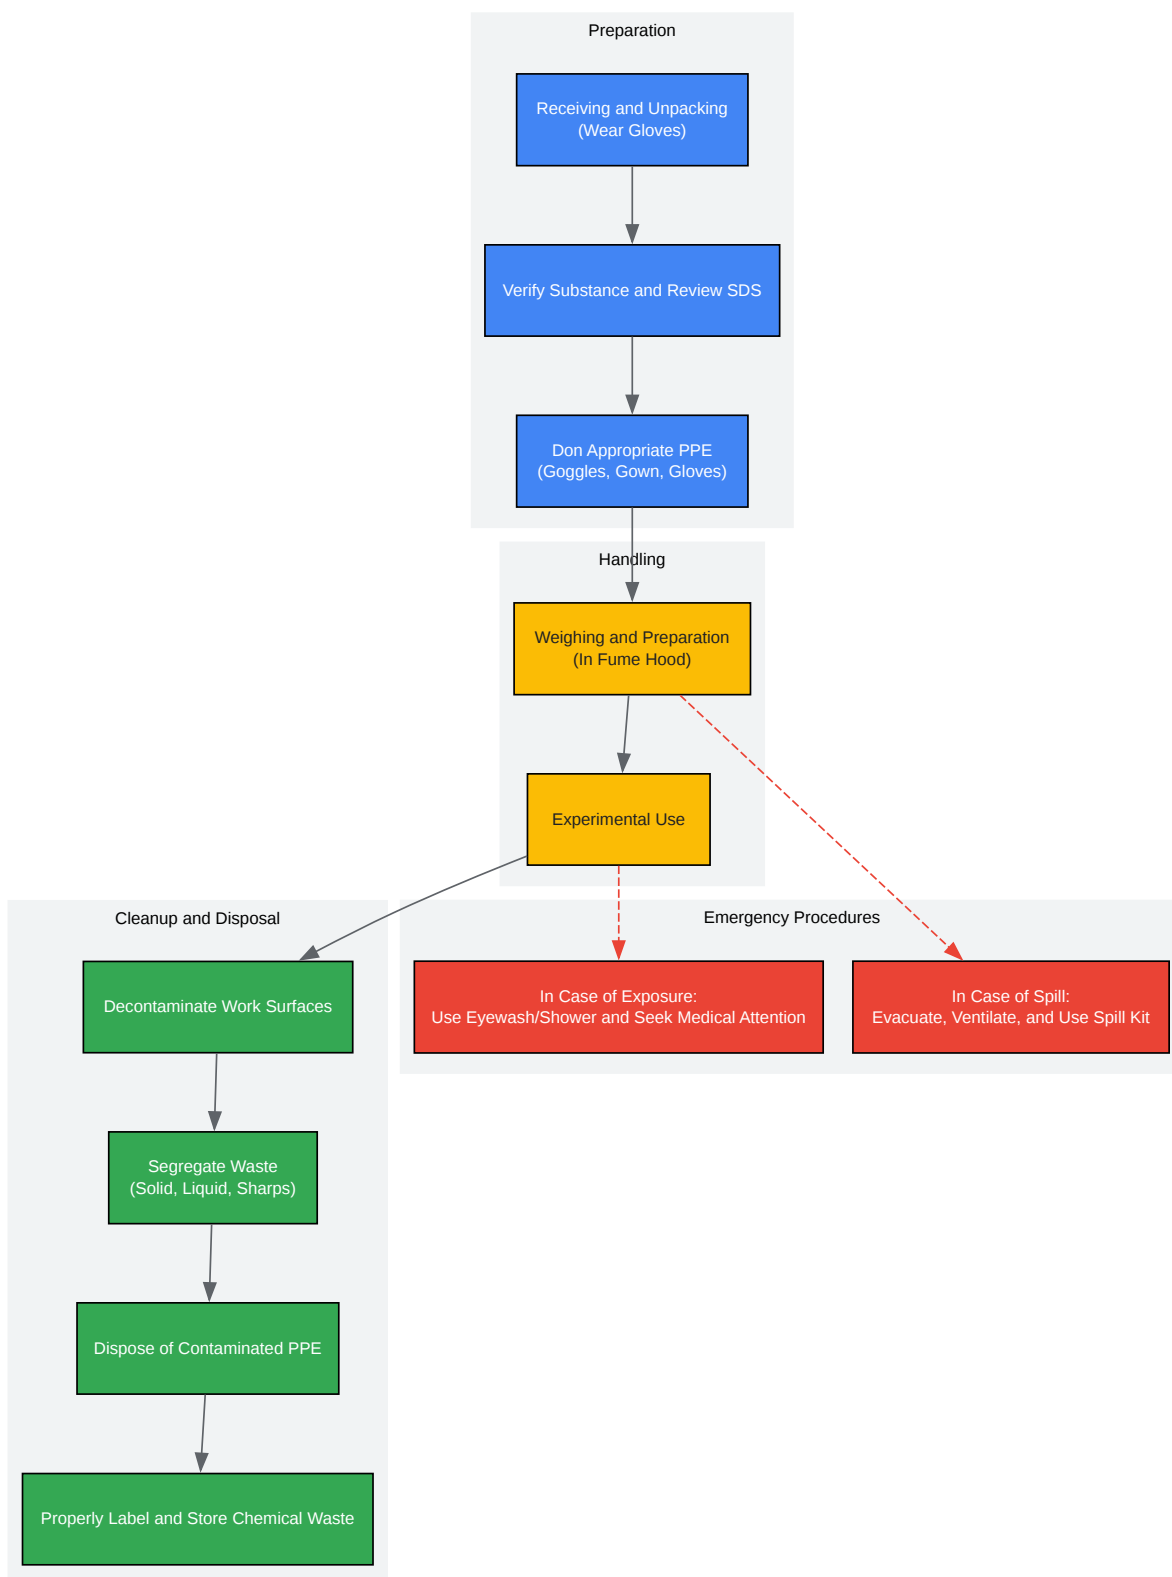 Preparation
Receiving and Unpacking
(Wear Gloves)
Verify Substance and Review SDS
Don Appropriate PPE
(Goggles, Gown, Gloves)
Handling
Weighing and Preparation
(In Fume Hood)
Experimental Use
Cleanup and Disposal
Decontaminate Work Surfaces
Segregate Waste
(Solid, Liquid, Sharps)
Dispose of Contaminated PPE
Properly Label and Store Chemical Waste
Emergency Procedures
In Case of Exposure:
Use Eyewash/Shower and Seek Medical Attention
In Case of Spill:
Evacuate, Ventilate, and Use Spill Kit